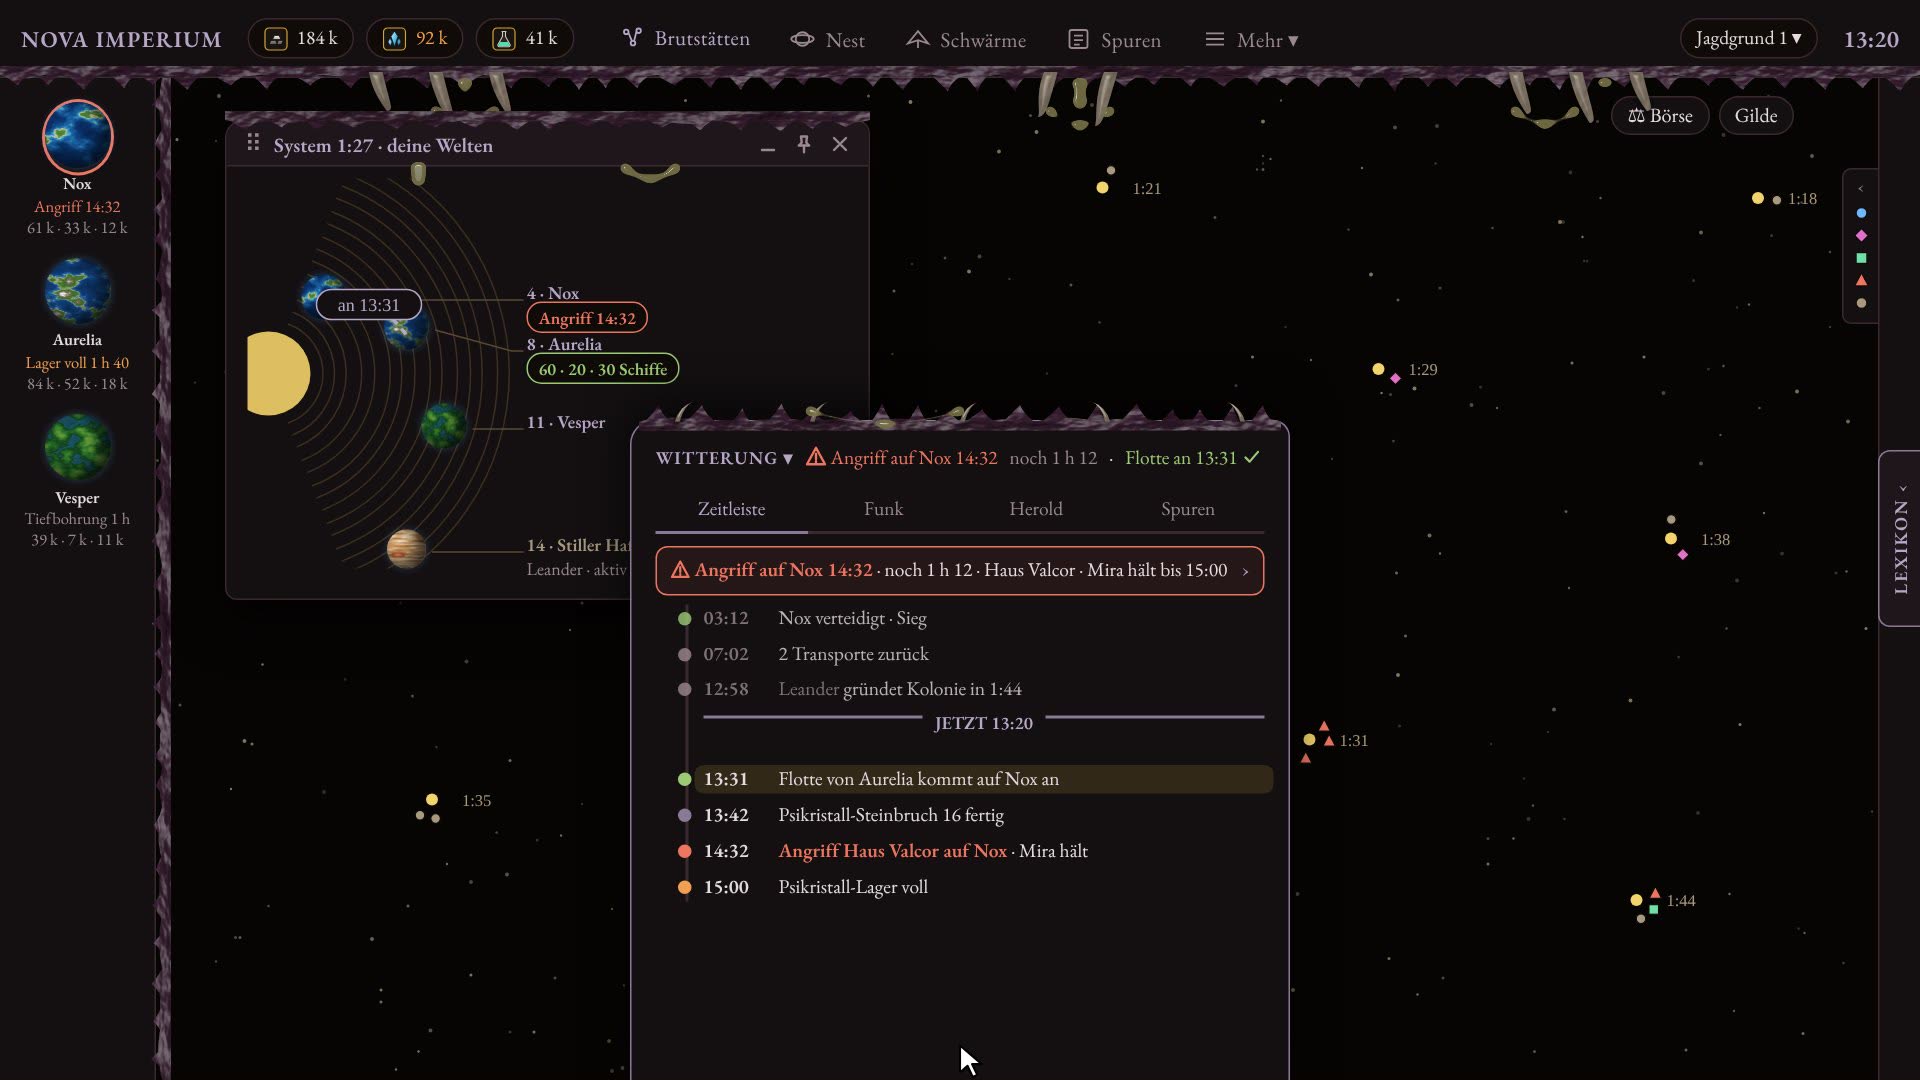 NOVA IMPERIUM 184 k 92 k 41 k Brutstätten Nest Schwärme Spuren Mehr ▾ Jagdgrund 1 ▾ 13:20
Börse Gilde
Nox
Angriff 14:32
61 k · 33 k · 12 k
Aurelia
Lager voll 1 h 40
84 k · 52 k · 18 k
Vesper
Tiefbohrung 1 h
39 k · 7 k · 11 k
System 1:27 · deine Welten
an 13:31
4 · Nox
Angriff 14:32
8 · Aurelia
60 · 20 · 30 Schiffe
11 · Vesper
14 · Stiller Ha
Leander · aktiv
1:21
1:18
1:29
1:38
1:31
1:35
1:44
LEXIKON
WITTERUNG ▾ Angriff auf Nox 14:32 noch 1 h 12 · Flotte an 13:31 ✓
Zeitleiste Funk Herold Spuren
Angriff auf Nox 14:32 · noch 1 h 12 · Haus Valcor · Mira hält bis 15:00 ›
03:12 Nox verteidigt · Sieg
07:02 2 Transporte zurück
12:58 Leander gründet Kolonie in 1:44
JETZT 13:20
13:31 Flotte von Aurelia kommt auf Nox an
13:42 Psikristall-Steinbruch 16 fertig
14:32 Angriff Haus Valcor auf Nox · Mira hält
15:00 Psikristall-Lager voll